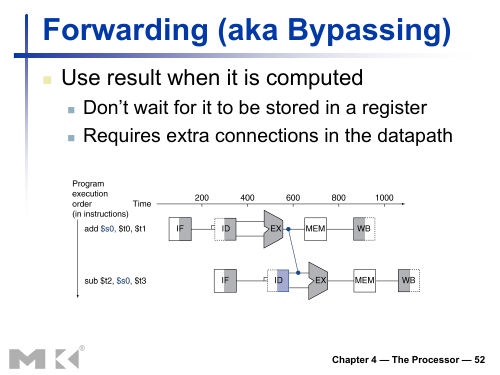 Forwarding (aka Bypassing)
Use result when it is computed
Don't wait for it to be stored in a register
Requires extra connections in the datapath
Program
execution
order
(in instructions)
Time
200 400 600 800 1000
add $s0, $t0, $t1
IF ID EX MEM WB
sub $t2, $s0, $t3
IF ID EX MEM WB
MK®
Chapter 4 — The Processor — 52